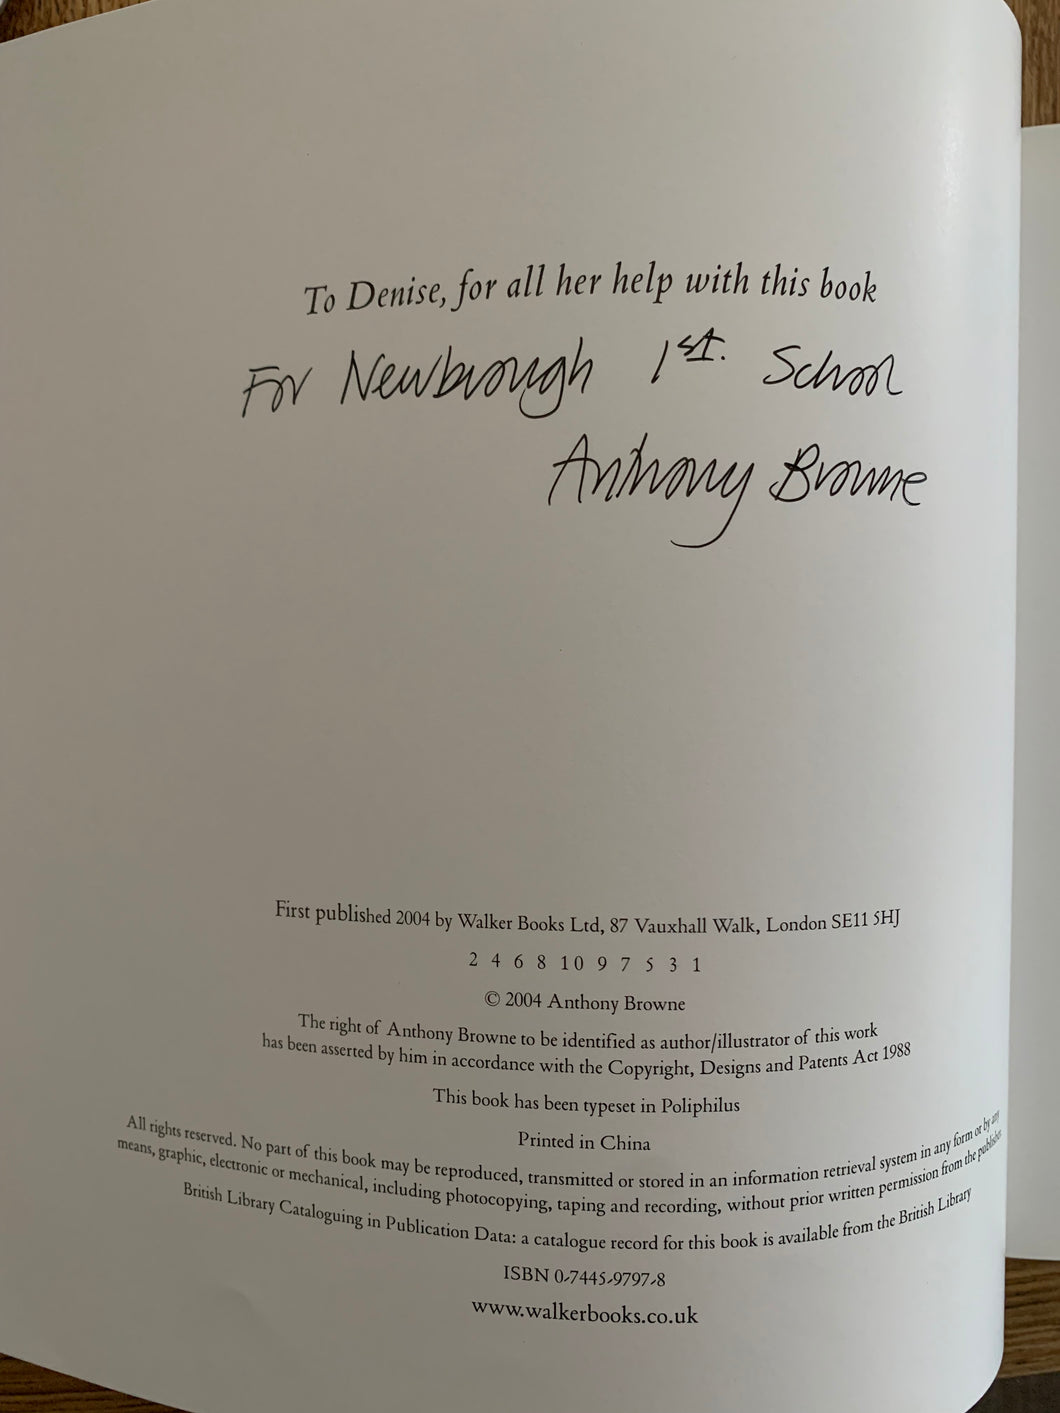 To Denise, for all her help with this book
For Newbrough 1st. School
Anthony Browne
First published 2004 by Walker Books Ltd, 87 Vauxhall Walk, London SE11 5HJ
2 4 6 8 10 9 7 5 3 1
© 2004 Anthony Browne
The right of Anthony Browne to be identified as author/illustrator of this work
has been asserted by him in accordance with the Copyright, Designs and Patents Act 1988
This book has been typeset in Poliphilus
Printed in China
All rights reserved. No part of this book may be reproduced, transmitted or stored in an information retrieval system in any form or by any
means, graphic, electronic or mechanical, including photocopying, taping and recording, without prior written permission from the publisher.
British Library Cataloguing in Publication Data: a catalogue record for this book is available from the British Library
ISBN 0-7445-9797-8
www.walkerbooks.co.uk